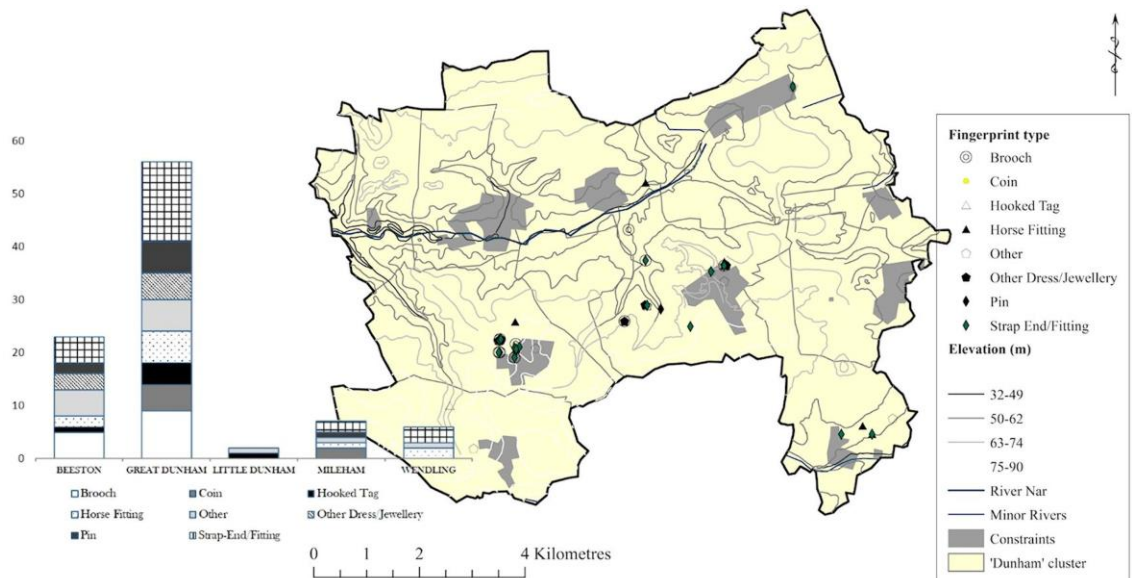 60
50
40
30
20
10
0
BEESTON GREAT DUNHAM LITTLE DUNHAM MILEHAM WENDLING
Brooch Coin Hooked Tag
Horse Fitting Other Other Dress/Jewellery
Pin Strap-End/Fitting
0 1 2 4 Kilometres
Fingerprint type
Brooch
Coin
Hooked Tag
Horse Fitting
Other
Other Dress/Jewellery
Pin
Strap End/Fitting
Elevation (m)
32-49
50-62
63-74
75-90
River Nar
Minor Rivers
Constraints
'Dunham' cluster